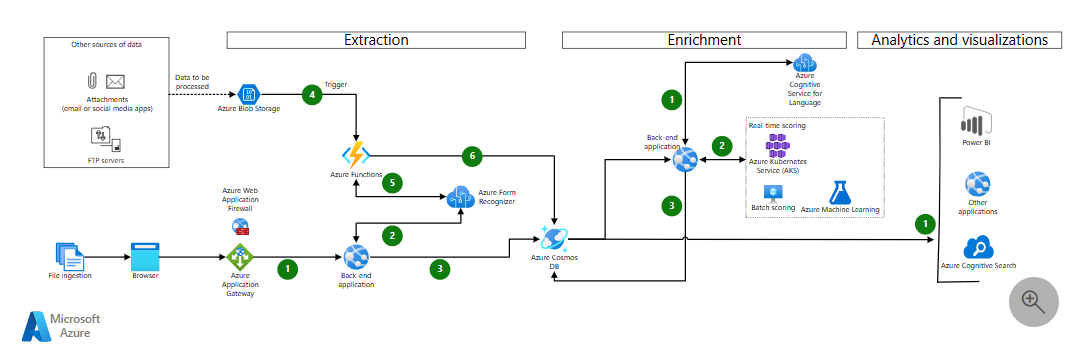 Extraction
Enrichment
Analytics and visualizations
Other sources of data
Attachments
(email or social media apps)
FTP servers
Data to be
processed
Azure Blob Storage
4
Trigger
Azure Functions
6
5
Azure Form
Recognizer
2
Azure Web
Application
Firewall
File ingestion
Browser
Azure
Application
Gateway
1
Back-end
application
3
Azure Cosmos
DB
1
Azure
Cognitive
Service for
Language
Back-end
application
2
3
Real-time scoring
Azure Kubernetes
Service (AKS)
Batch scoring
Azure Machine Learning
1
Power BI
Other
applications
Azure Cognitive Search
Microsoft
Azure